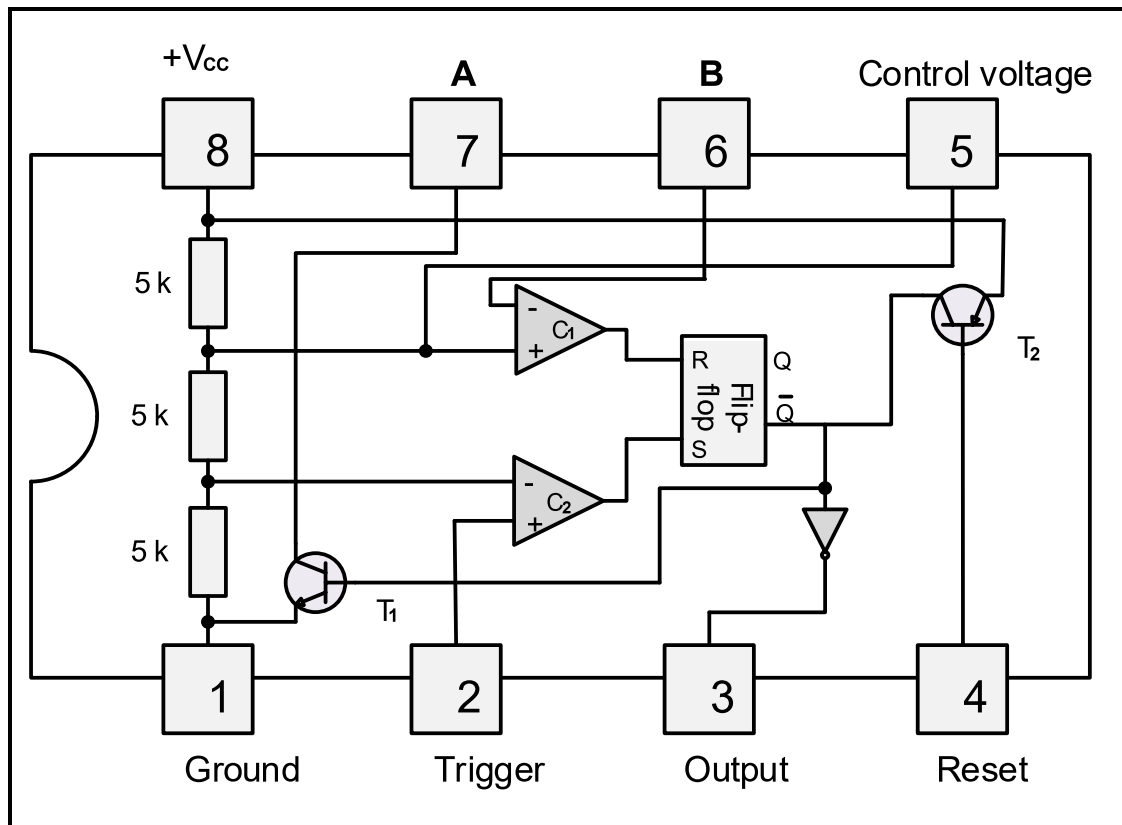 +Vcc
A
B
Control voltage
8
7
6
5
5 k
5 k
5 k
-
C1
+
R
Q
Flip-
flop
Q̅
S
-
C2
+
T2
T1
1
2
3
4
Ground
Trigger
Output
Reset